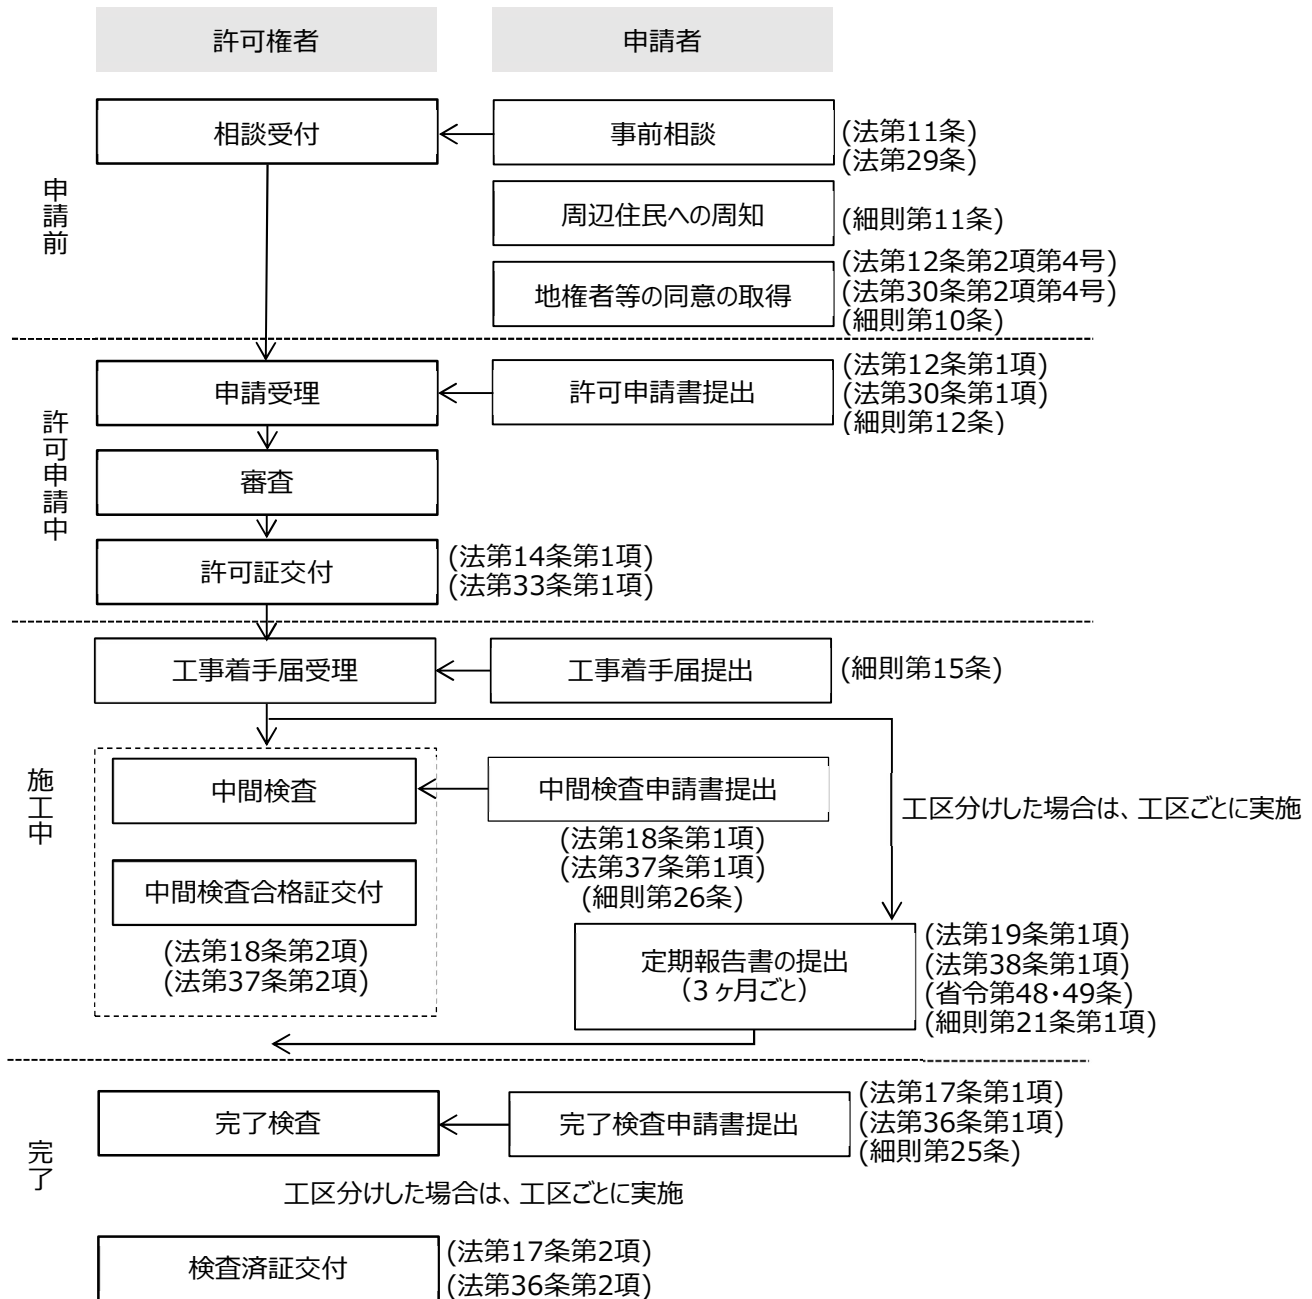 許可権者
申請者
申請前
相談受付
事前相談
(法第11条)
(法第29条)
周辺住民への周知
(細則第11条)
地権者等の同意の取得
(法第12条第2項第4号)
(法第30条第2項第4号)
(細則第10条)
許可申請中
申請受理
許可申請書提出
(法第12条第1項)
(法第30条第1項)
(細則第12条)
審査
許可証交付
(法第14条第1項)
(法第33条第1項)
施工中
工事着手届受理
工事着手届提出
(細則第15条)
中間検査
中間検査申請書提出
(法第18条第1項)
(法第37条第1項)
(細則第26条)
工区分けした場合は、工区ごとに実施
中間検査合格証交付
(法第18条第2項)
(法第37条第2項)
定期報告書の提出
（3ヶ月ごと）
(法第19条第1項)
(法第38条第1項)
(省令第48・49条)
(細則第21条第1項)
完了
完了検査
完了検査申請書提出
(法第17条第1項)
(法第36条第1項)
(細則第25条)
工区分けした場合は、工区ごとに実施
検査済証交付
(法第17条第2項)
(法第36条第2項)